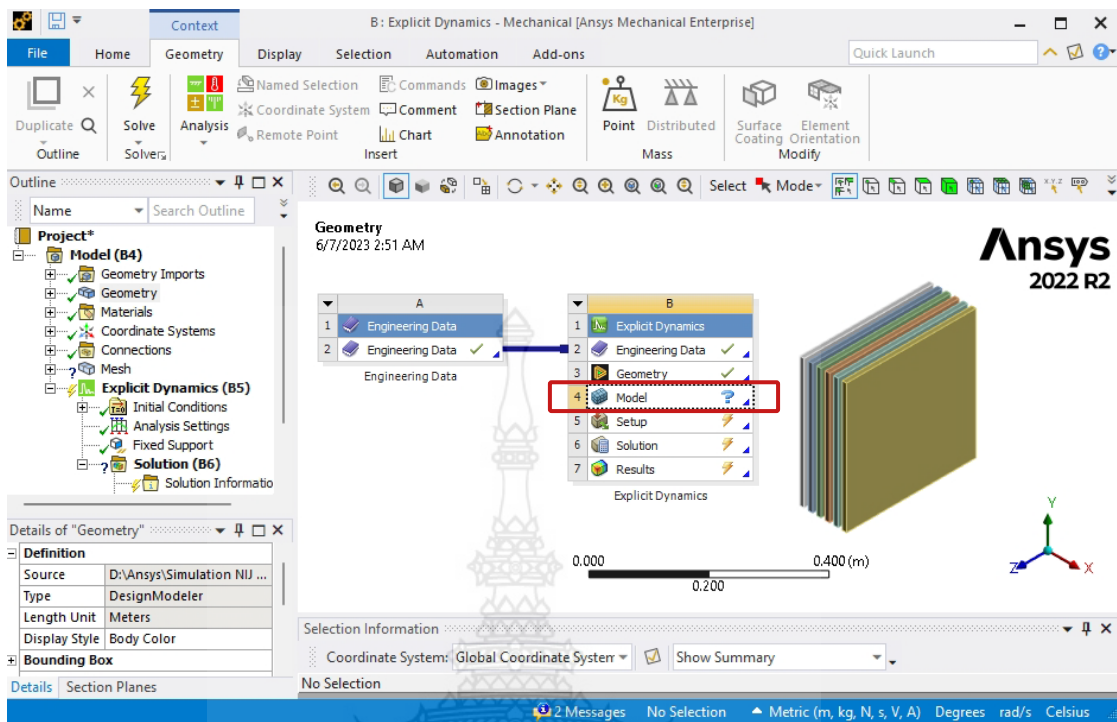 Context
B : Explicit Dynamics - Mechanical [Ansys Mechanical Enterprise]
File
Home
Geometry
Display
Selection
Automation
Add-ons
Quick Launch
Duplicate
Outline
Solve
Solver
Analysis
Named Selection
Coordinate System
Remote Point
Commands
Comment
Chart
Images
Section Plane
Annotation
Insert
Kg
Point
Distributed
Mass
Surface
Coating
Element
Orientation
Modify
Outline
Name
Search Outline
Project*
Model (B4)
Geometry Imports
Geometry
Materials
Coordinate Systems
Connections
Mesh
Explicit Dynamics (B5)
Initial Conditions
Analysis Settings
Fixed Support
Solution (B6)
Solution Informatio
Details of "Geometry"
Definition
Source D:\Ansys\Simulation NIJ ...
Type DesignModeler
Length Unit Meters
Display Style Body Color
Bounding Box
Details Section Planes
Select Mode
Geometry
6/7/2023 2:51 AM
Ansys
2022 R2
A
1 Engineering Data
2 Engineering Data
Engineering Data
B
1 Explicit Dynamics
2 Engineering Data
3 Geometry
4 Model
5 Setup
6 Solution
7 Results
Explicit Dynamics
0.000 0.400 (m)
0.200
Y
Z X
Selection Information
Coordinate System: Global Coordinate System Show Summary
No Selection
2 Messages No Selection Metric (m, kg, N, s, V, A) Degrees rad/s Celsius